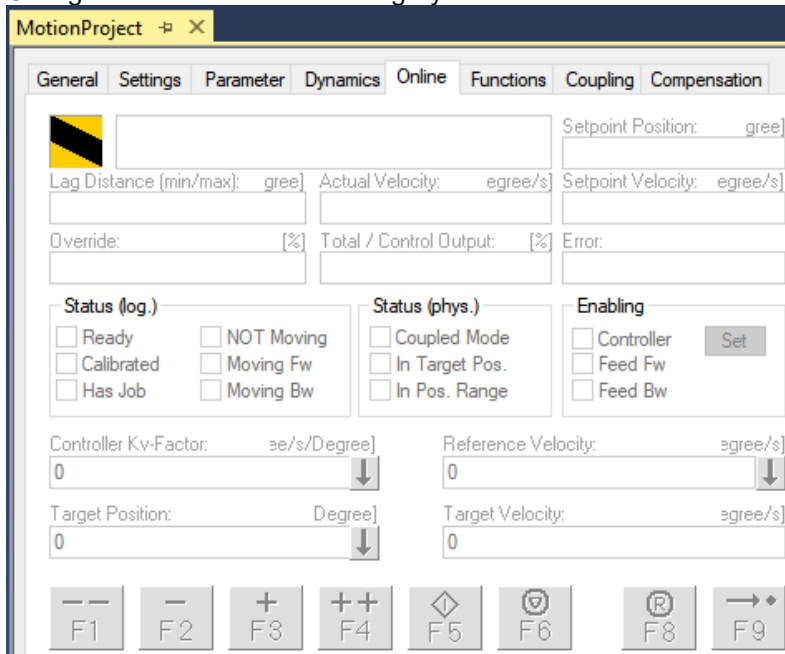 MotionProject
General Settings Parameter Dynamics Online Functions Coupling Compensation
Setpoint Position: gree]
Lag Distance (min/max): gree] Actual Velocity: egree/s] Setpoint Velocity: egree/s]
Override: [%] Total / Control Output: [%] Error:
Status (log.) Status (phys.) Enabling
Ready NOT Moving Coupled Mode Controller Set
Calibrated Moving Fw In Target Pos. Feed Fw
Has Job Moving Bw In Pos. Range Feed Bw
Controller Kv-Factor: ee/s/Degree] Reference Velocity: egree/s]
0 0
Target Position: Degree] Target Velocity: egree/s]
0 0
-- - + ++ R
F1 F2 F3 F4 F5 F6 F8 F9